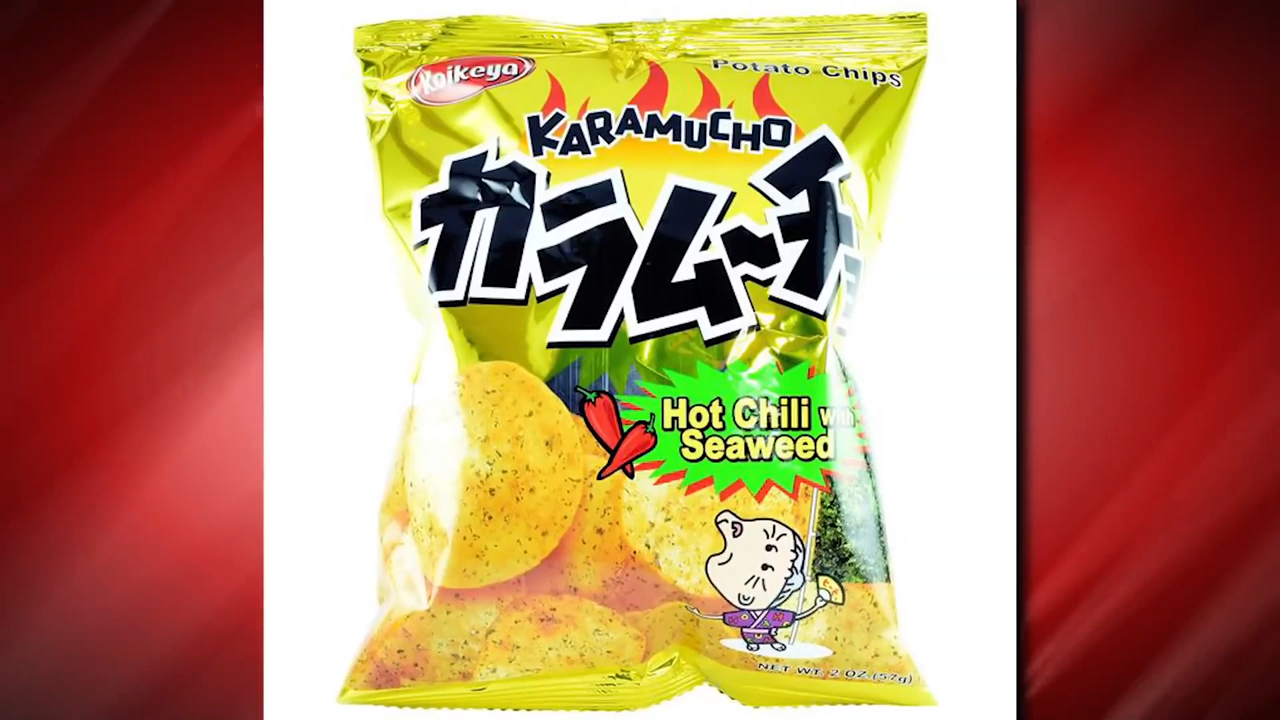 Koikeya
Potato Chips
KARAMUCHO
カラムーチョ
Hot Chili with
Seaweed
NET WT. 2 OZ.(57g)